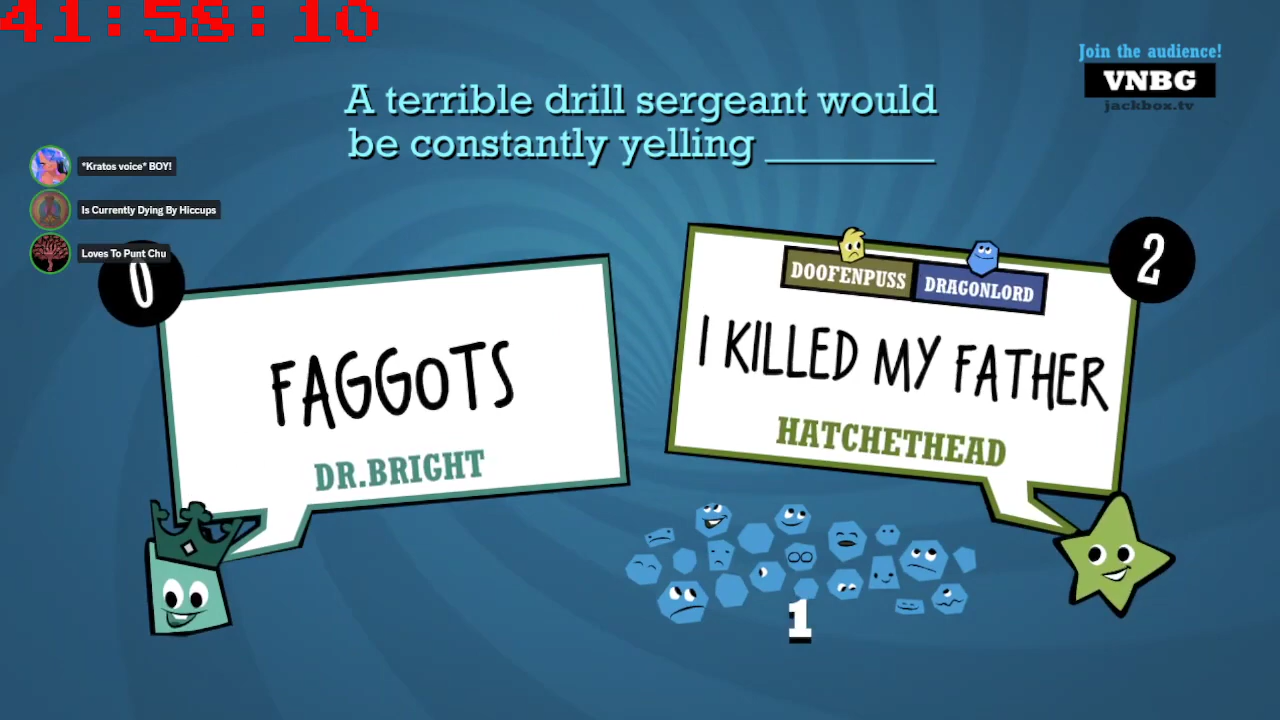 41:58:10
Join the audience!
VNBG
jackbox.tv
A terrible drill sergeant would
be constantly yelling ________
*Kratos voice* BOY!
Is Currently Dying By Hiccups
Loves To Punt Chu
0
FAGGOTS
DR.BRIGHT
2
DOOFENPUSS
DRAGONLORD
I KILLED MY FATHER
HATCHETHEAD
1